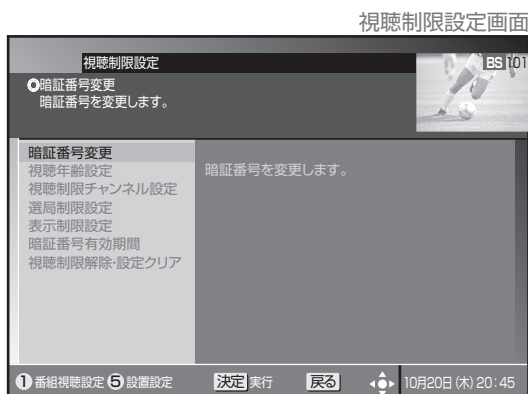 視聴制限設定画面
視聴制限設定
BS 101
暗証番号変更
暗証番号を変更します。
暗証番号変更
視聴年齢設定
視聴制限チャンネル設定
選局制限設定
表示制限設定
暗証番号有効期間
視聴制限解除・設定クリア
暗証番号を変更します。
1 番組視聴設定 5 設置設定 決定 実行 戻る 10月20日(木)20:45